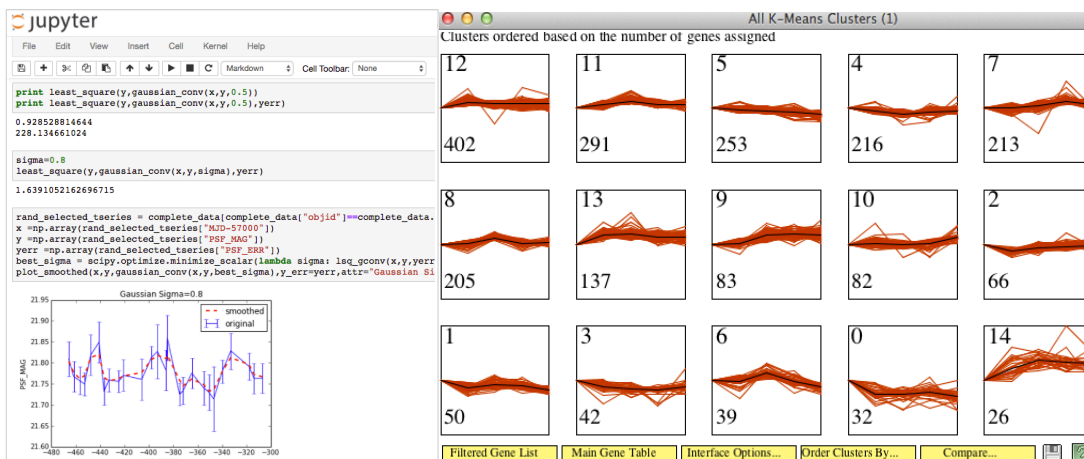 jupyter
File Edit View Insert Cell Kernel Help
Markdown Cell Toolbar: None
print least_square(y,gaussian_conv(x,y,0.5))
print least_square(y,gaussian_conv(x,y,0.5),yerr)
0.928528814644
228.134661024
sigma=0.8
least_square(y,gaussian_conv(x,y,sigma),yerr)
1.6391052162696715
rand_selected_tseries = complete_data[complete_data["objid"]==complete_data.
x =np.array(rand_selected_tseries["MJD-57000"])
y =np.array(rand_selected_tseries["PSF_MAG"])
yerr =np.array(rand_selected_tseries["PSF_ERR"])
best_sigma = scipy.optimize.minimize_scalar(lambda sigma: lsq_gconv(x,y,yerr
plot_smoothed(x,y,gaussian_conv(x,y,best_sigma),y_err=yerr,attr="Gaussian Si
Gaussian Sigma=0.8
smoothed
original
PSF_MAG
21.95
21.90
21.85
21.80
21.75
21.70
21.65
21.60
−480 −460 −440 −420 −400 −380 −360 −340 −320 −300
All K-Means Clusters (1)
Clusters ordered based on the number of genes assigned
12 11 5 4 7
402 291 253 216 213
8 13 9 10 2
205 137 83 82 66
1 3 6 0 14
50 42 39 32 26
Filtered Gene List Main Gene Table Interface Options... Order Clusters By... Compare...